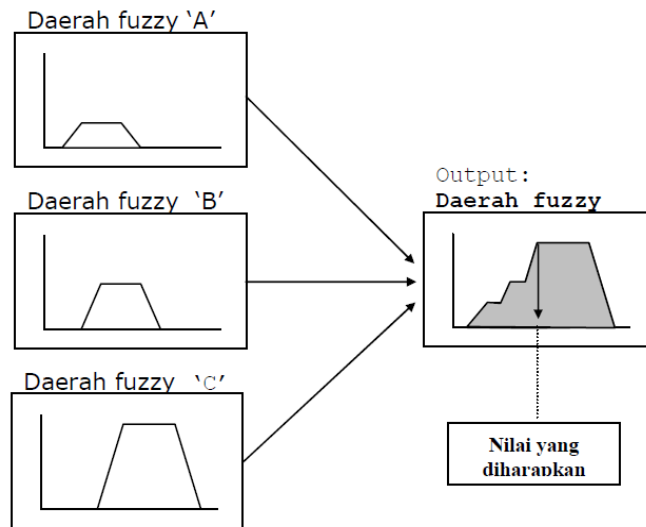 Daerah fuzzy ‘A’
Daerah fuzzy ‘B’
Daerah fuzzy ‘C’
Output:
Daerah fuzzy
Nilai yang
diharapkan